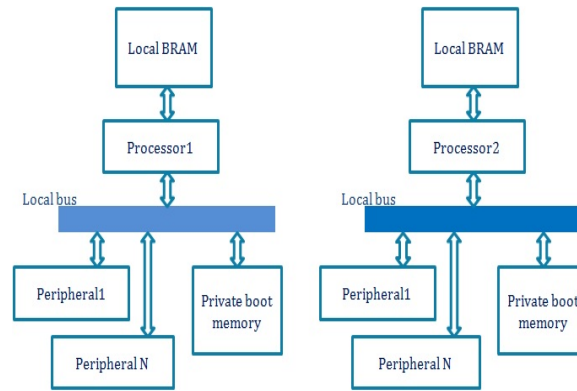 Local BRAM
Processor1
Local bus
Peripheral1
Private boot
memory
Peripheral N
Local BRAM
Processor2
Local bus
Peripheral1
Private boot
memory
Peripheral N